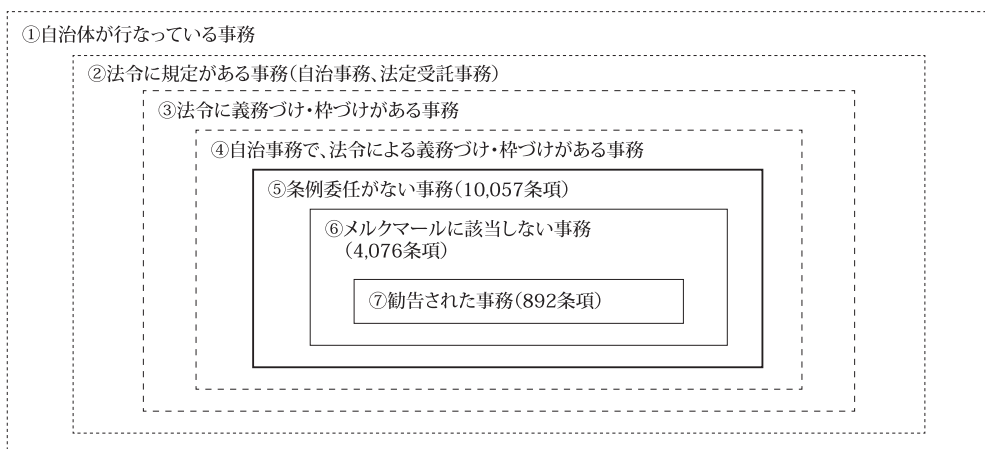 ①自治体が行なっている事務
②法令に規定がある事務(自治事務、法定受託事務)
③法令に義務づけ・枠づけがある事務
④自治事務で、法令による義務づけ・枠づけがある事務
⑤条例委任がない事務(10,057条項)
⑥メルクマールに該当しない事務
(4,076条項)
⑦勧告された事務(892条項)